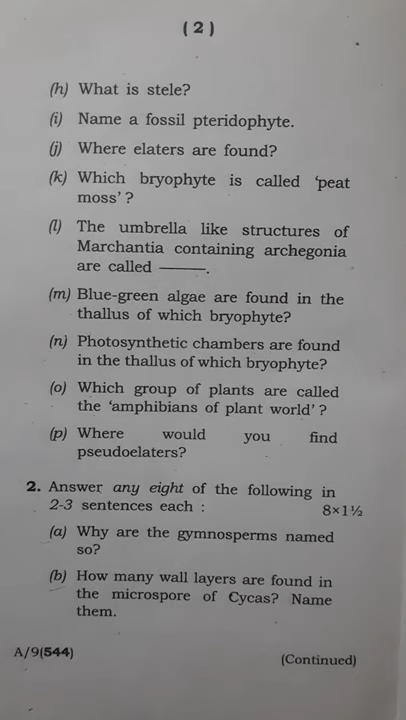 ( 2 )
(h) What is stele?
(i) Name a fossil pteridophyte.
(j) Where elaters are found?
(k) Which bryophyte is called ‘peat
moss’ ?
(l) The umbrella like structures of
Marchantia containing archegonia
are called ———.
(m) Blue-green algae are found in the
thallus of which bryophyte?
(n) Photosynthetic chambers are found
in the thallus of which bryophyte?
(o) Which group of plants are called
the ‘amphibians of plant world’ ?
(p) Where would you find
pseudoelaters?
2. Answer any eight of the following in
2-3 sentences each : 8×1½
(a) Why are the gymnosperms named
so?
(b) How many wall layers are found in
the microspore of Cycas? Name
them.
A/9(544) (Continued)